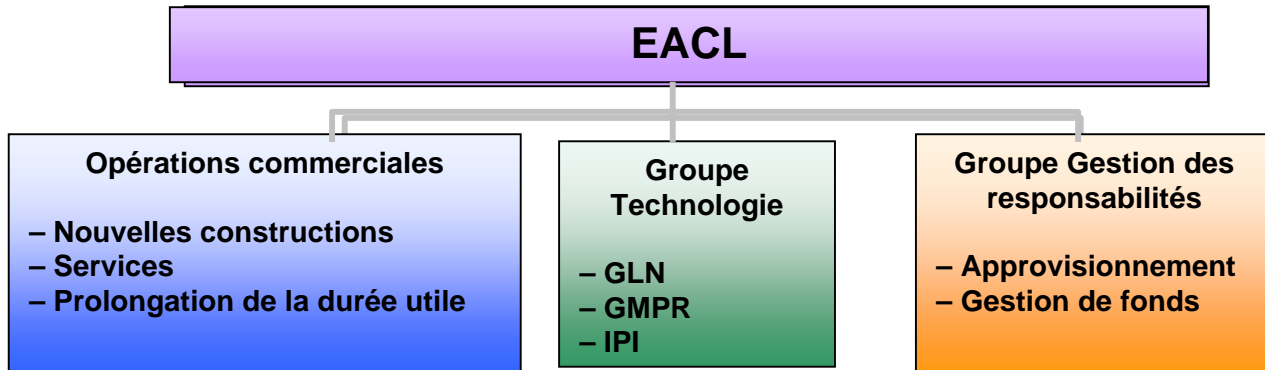 EACL
Opérations commerciales
– Nouvelles constructions
– Services
– Prolongation de la durée utile
Groupe
Technologie
– GLN
– GMPR
– IPI
Groupe Gestion des
responsabilités
– Approvisionnement
– Gestion de fonds